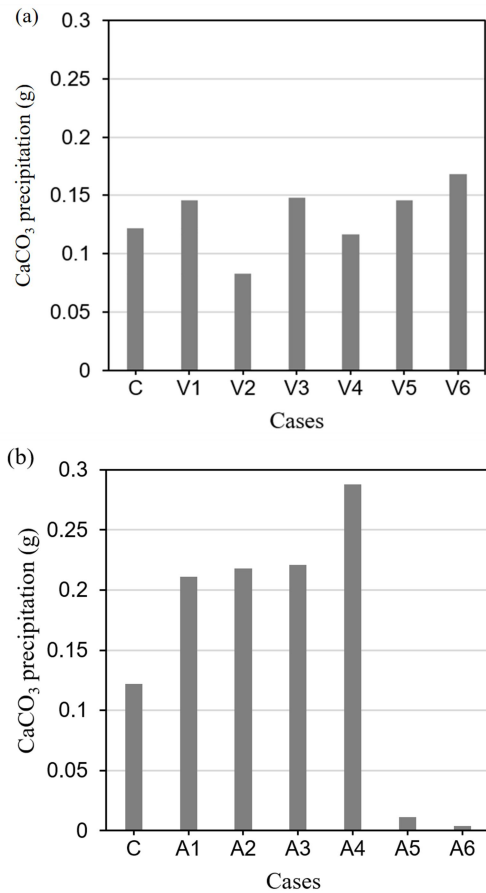 (a)
CaCO₃ precipitation (g)
0.3
0.25
0.2
0.15
0.1
0.05
0
C V1 V2 V3 V4 V5 V6
Cases
(b)
CaCO₃ precipitation (g)
0.3
0.25
0.2
0.15
0.1
0.05
0
C A1 A2 A3 A4 A5 A6
Cases